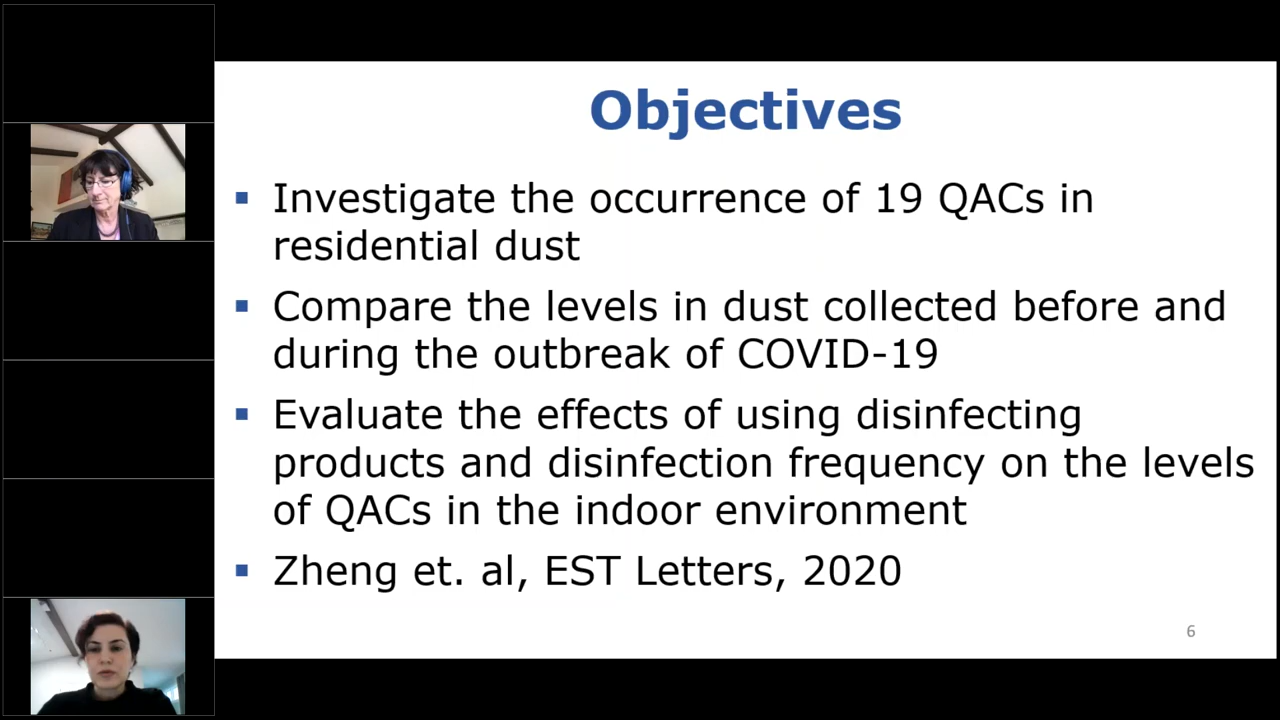 Objectives
▪ Investigate the occurrence of 19 QACs in
residential dust
▪ Compare the levels in dust collected before and
during the outbreak of COVID-19
▪ Evaluate the effects of using disinfecting
products and disinfection frequency on the levels
of QACs in the indoor environment
▪ Zheng et. al, EST Letters, 2020
6